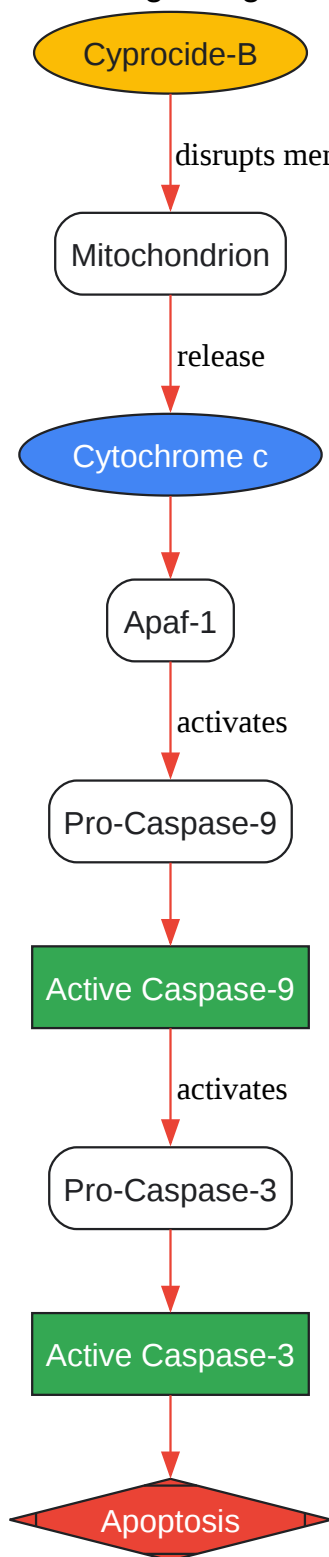 Cyprocide-B
disrupts
Mitochondrion
release
Cytochrome c
Apaf-1
activates
Pro-Caspase-9
Active Caspase-9
activates
Pro-Caspase-3
Active Caspase-3
Apoptosis